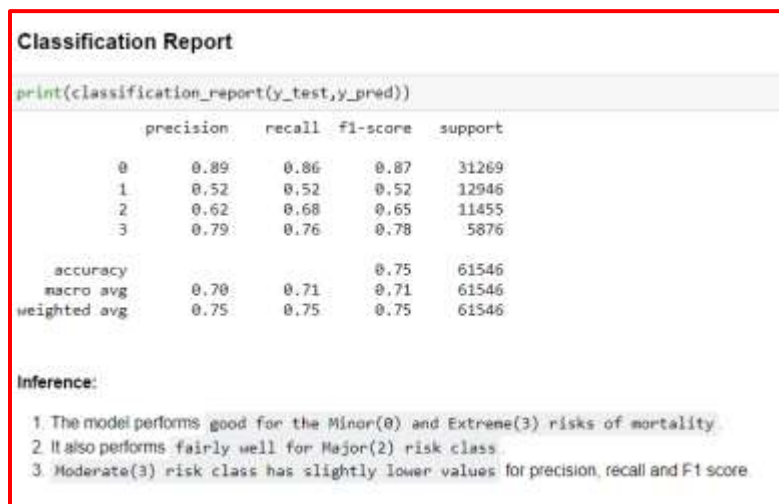 Classification Report
print(classification_report(y_test,y_pred))
precision recall f1-score support
0 0.89 0.86 0.87 31269
1 0.52 0.52 0.52 12946
2 0.62 0.68 0.65 11455
3 0.79 0.76 0.78 5876
accuracy 0.75 61546
macro avg 0.70 0.71 0.71 61546
weighted avg 0.75 0.75 0.75 61546
Inference:
1. The model performs good for the Minor(0) and Extreme(3) risks of mortality.
2. It also performs fairly well for Major(2) risk class.
3. Moderate(3) risk class has slightly lower values for precision, recall and F1 score.